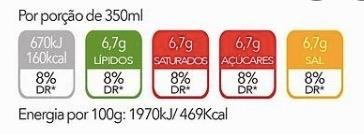 Por porção de 350ml
670kJ 6,7g 6,7g 6,7g 6,7g
160kcal LÍPIDOS SATURADOS AÇÚCARES SAL
8% 8% 8% 8% 8%
DR* DR* DR* DR* DR*
Energia por 100g: 1970kJ/ 469Kcal